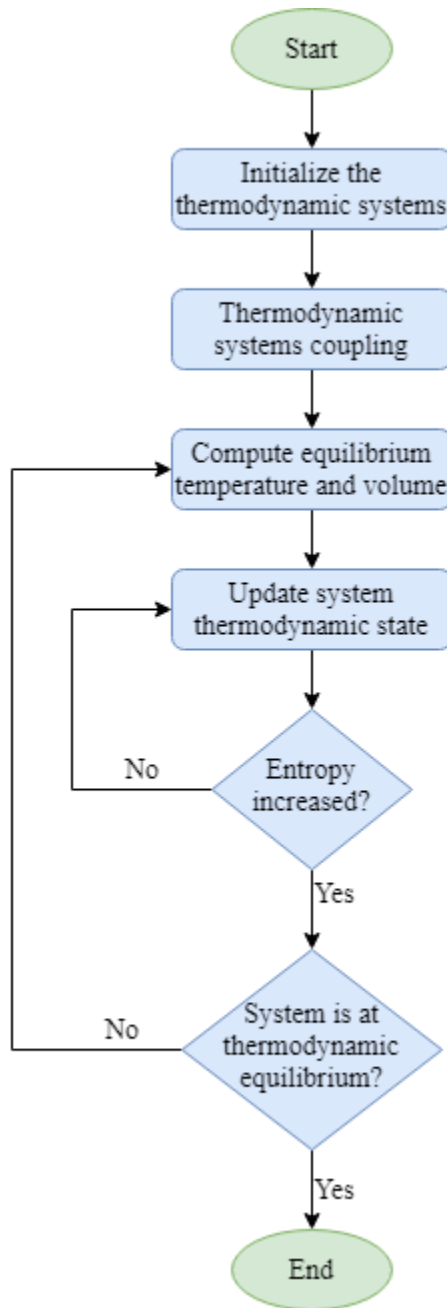 Start
Initialize the
thermodynamic systems
Thermodynamic
systems coupling
Compute equilibrium
temperature and volume
Update system
thermodynamic state
No
Entropy
increased?
Yes
No
System is at
thermodynamic
equilibrium?
Yes
End